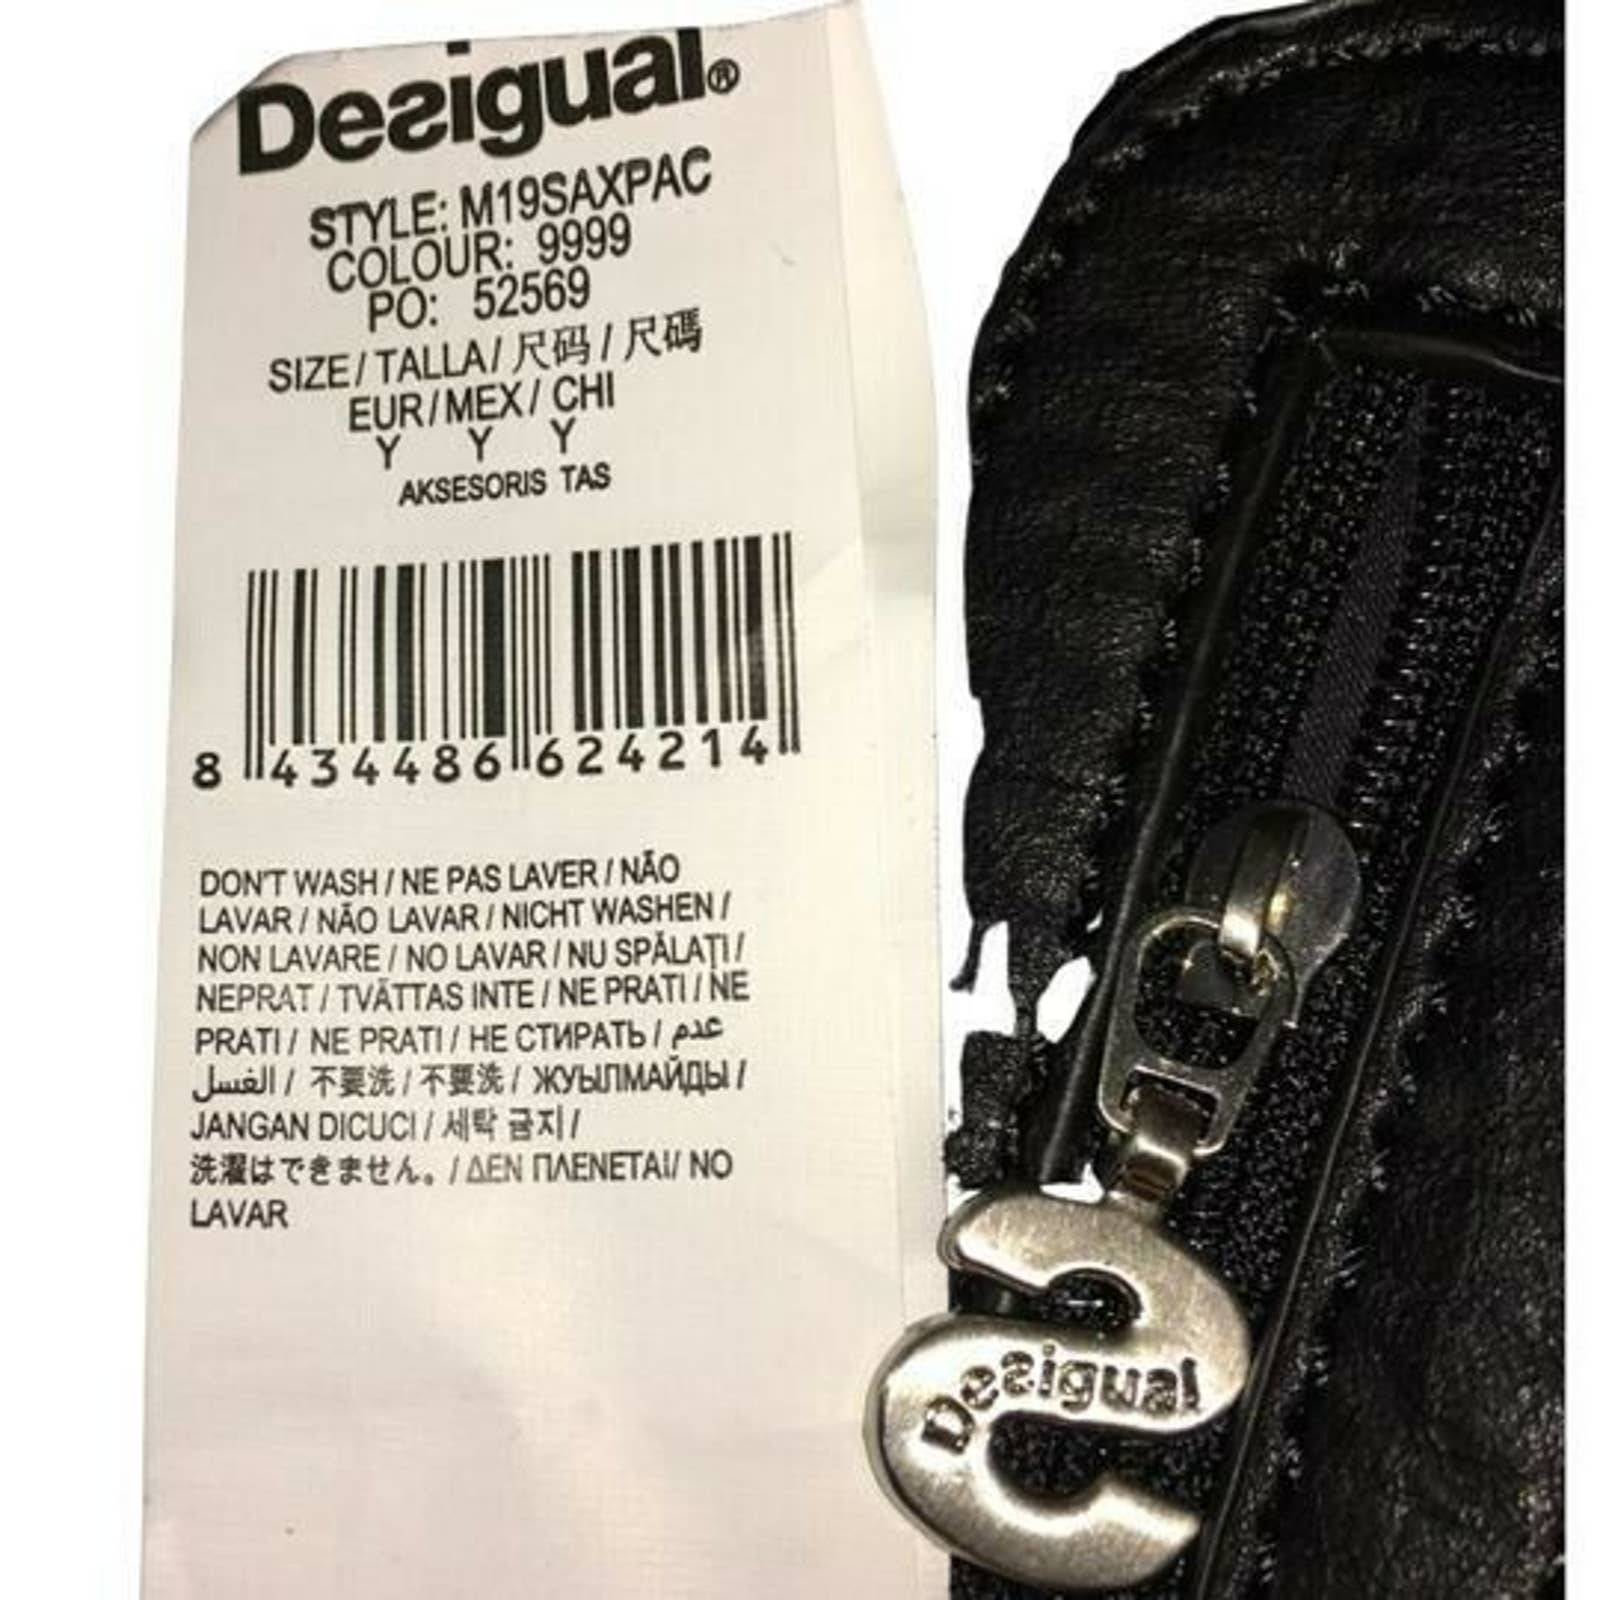 Desigual®
STYLE: M19SAXPAC
COLOUR: 9999
PO: 52569
SIZE / TALLA / 尺码 / 尺碼
EUR / MEX / CHI
Y Y Y
AKSESORIS TAS
8 434486 624214
DON'T WASH / NE PAS LAVER / NÃO
LAVAR / NÃO LAVAR / NICHT WASHEN /
NON LAVARE / NO LAVAR / NU SPĂLAŢI /
NEPRAT / TVÄTTAS INTE / NE PRATI / NE
PRATI / NE PRATI / НЕ СТИРАТЬ / عدم
الغسل / 不要洗 / 不要洗 / ЖУЫЛМАЙДЫ /
JANGAN DICUCI / 세탁 금지 /
洗濯はできません。 / ΔΕΝ ΠΛΕΝΕΤΑΙ/ NO
LAVAR
Desigual